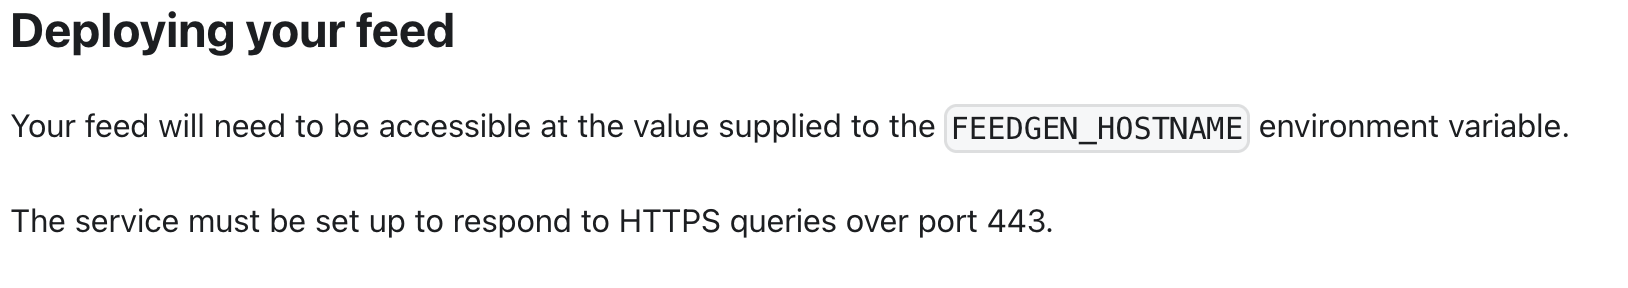 Deploying your feed
Your feed will need to be accessible at the value supplied to the FEEDGEN_HOSTNAME environment variable.
The service must be set up to respond to HTTPS queries over port 443.